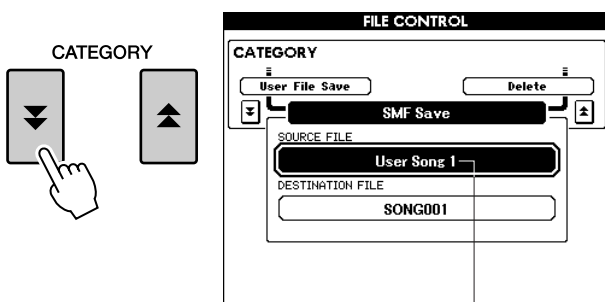 FILE CONTROL
CATEGORY
CATEGORY
User File Save
Delete
SMF Save
SOURCE FILE
User Song 1
DESTINATION FILE
SONG001